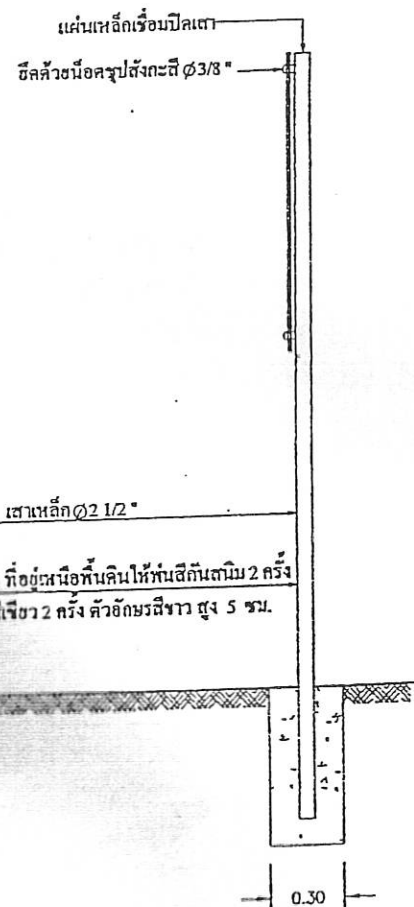 แผ่นเหล็กเชื่อมปิดเสา
ยึดด้วยน็อตชุปสังกะสี Ø3/8"
เสาเหล็กØ2 1/2"
ที่อยู่เหนือพื้นดินให้พ่นสีกันสนิม 2 ครั้ง
เขียว 2 ครั้ง ตัวอักษรสีขาว สูง 5 ซม.
0.30